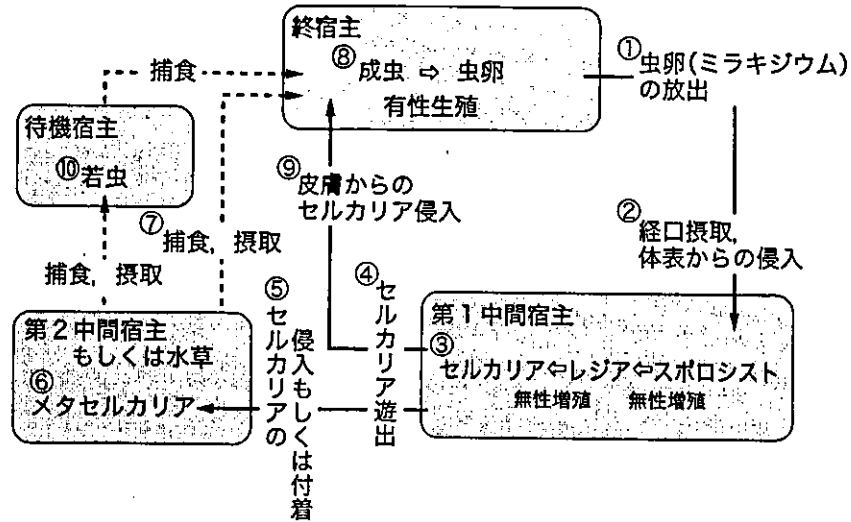 終宿主
⑧成虫 ⇨ 虫卵
有性生殖
①虫卵(ミラキジウム)
の放出
捕食
待機宿主
⑩若虫
⑨皮膚からの
セルカリア侵入
②経口摂取,
体表からの侵入
⑦捕食, 摂取
捕食, 摂取
第2中間宿主
もしくは水草
⑥メタセルカリア
⑤セルカリアの
侵入もしくは付着
④セルカリア遊出
第1中間宿主
③
セルカリア⇦レジア⇦スポロシスト
無性増殖 無性増殖